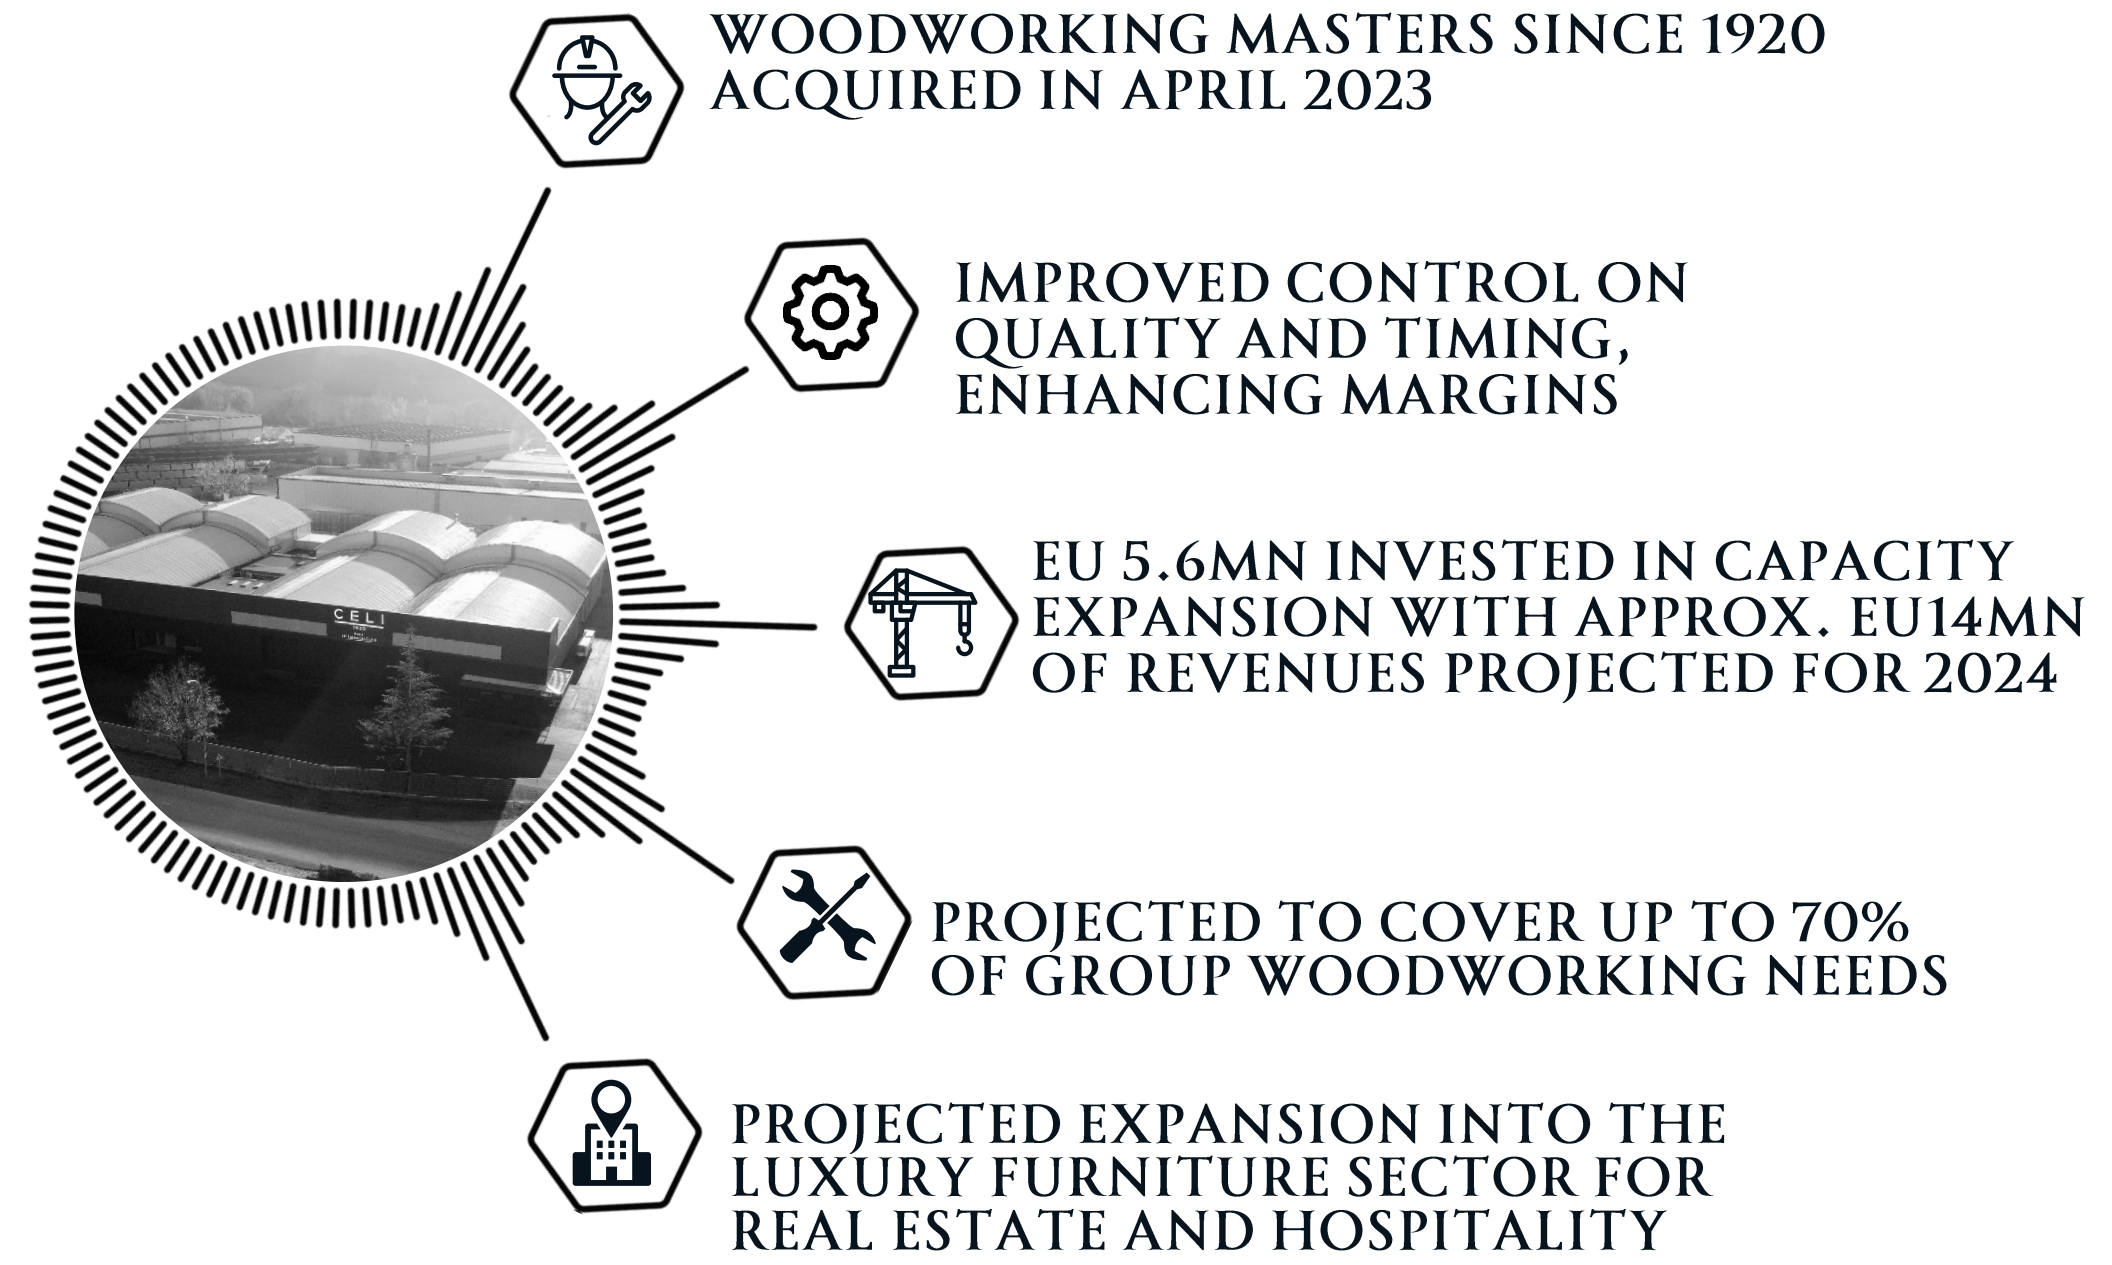 WOODWORKING MASTERS SINCE 1920
ACQUIRED IN APRIL 2023
IMPROVED CONTROL ON
QUALITY AND TIMING,
ENHANCING MARGINS
CELI
EU 5.6MN INVESTED IN CAPACITY
EXPANSION WITH APPROX. EU14MN
OF REVENUES PROJECTED FOR 2024
PROJECTED TO COVER UP TO 70%
OF GROUP WOODWORKING NEEDS
PROJECTED EXPANSION INTO THE
LUXURY FURNITURE SECTOR FOR
REAL ESTATE AND HOSPITALITY